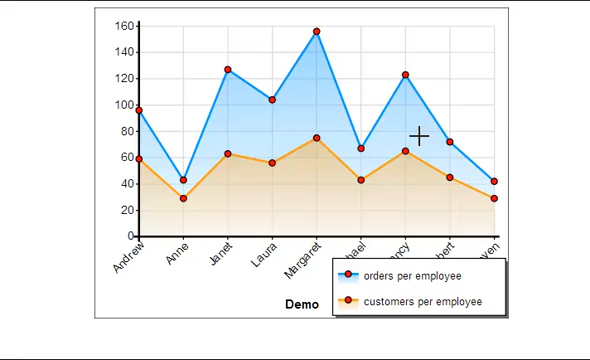 160
140
120
100
80
60
40
20
0
Andrew
Anne
Janet
Laura
Margaret
orders per employee
customers per employee
Demo